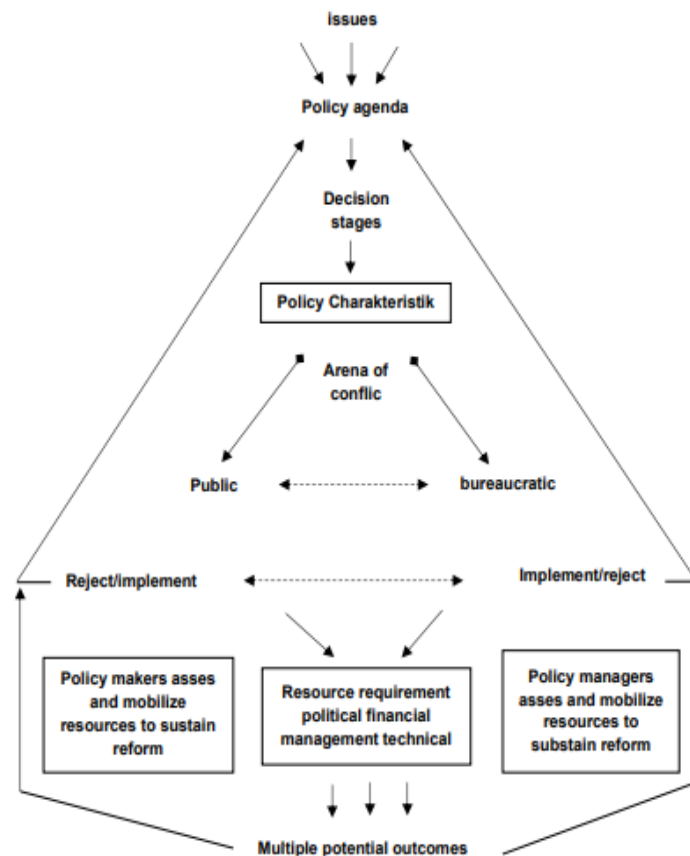 issues
Policy agenda
Decision
stages
Policy Charakteristik
Arena of
conflic
Public
bureaucratic
Reject/implement
Implement/reject
Policy makers asses
and mobilize
resources to sustain
reform
Resource requirement
political financial
management technical
Policy managers
asses and mobilize
resources to
substain reform
Multiple potential outcomes